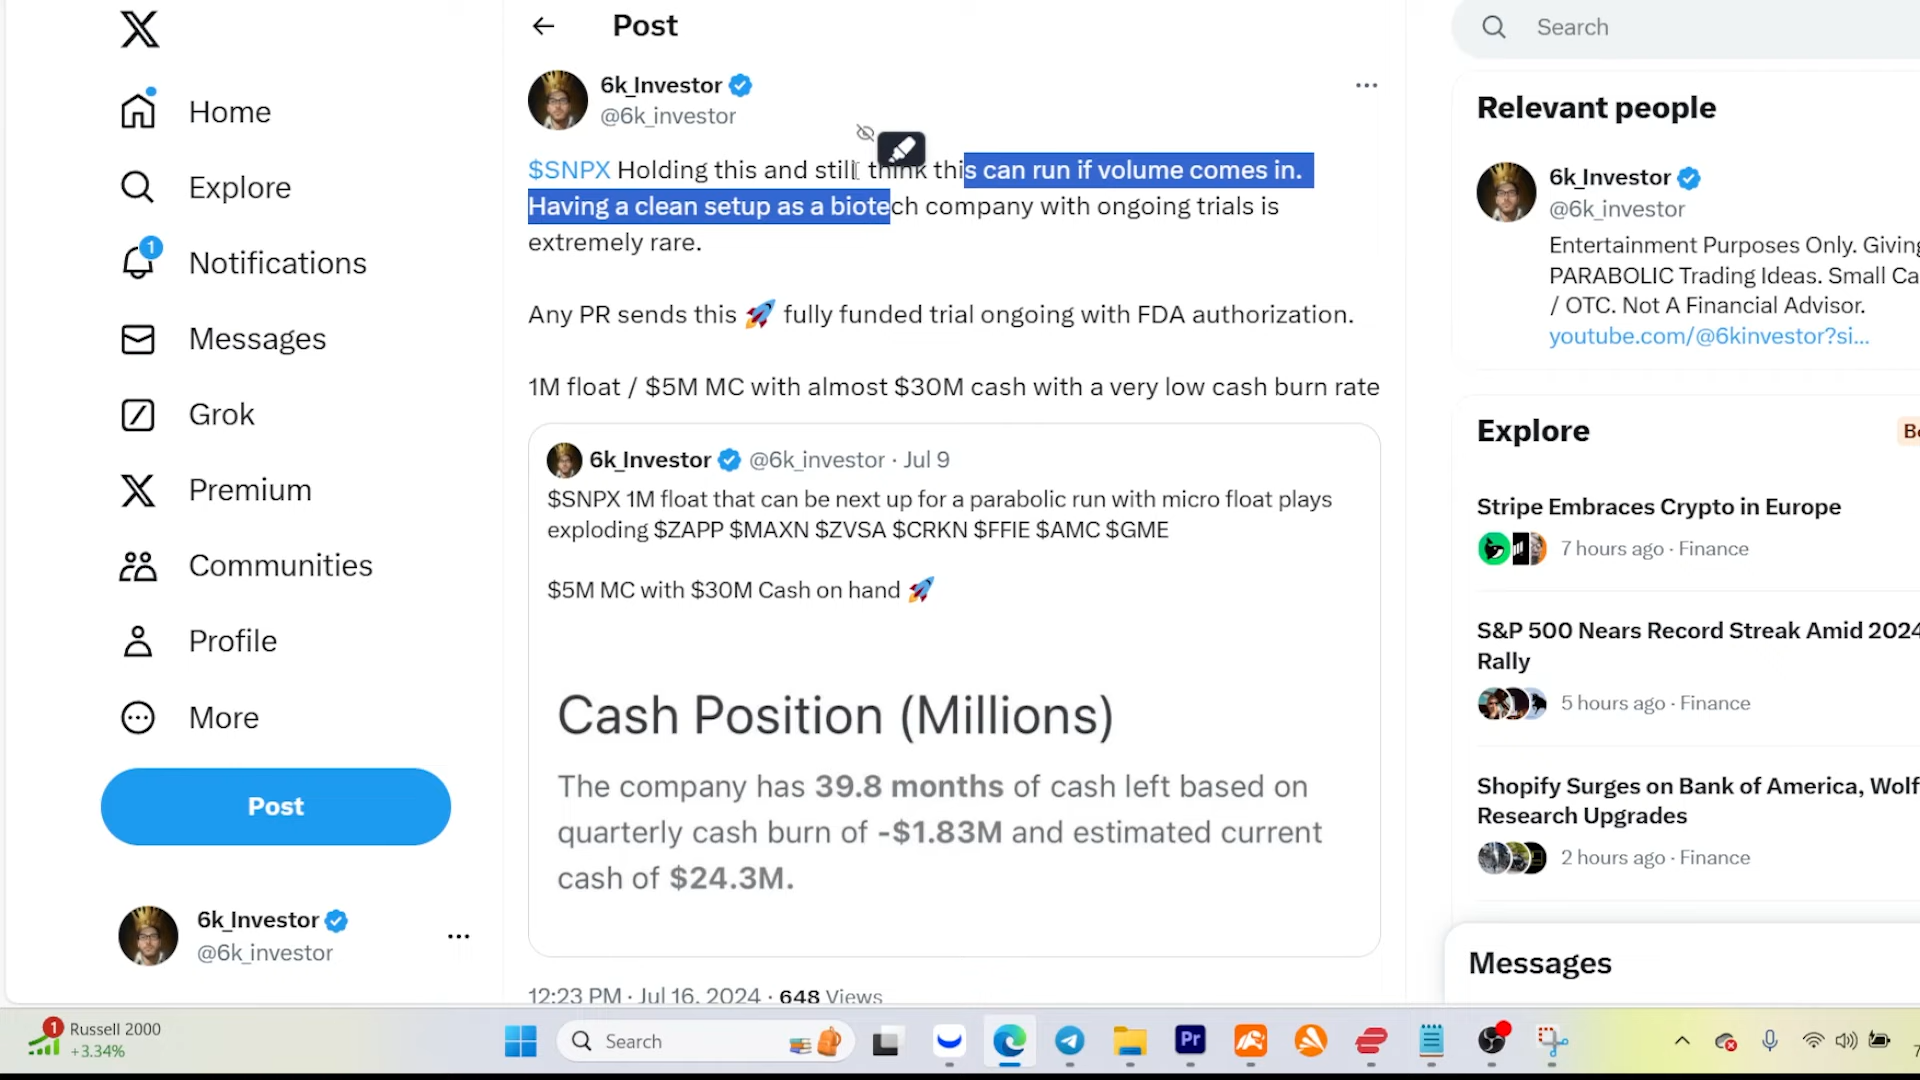 Post
Search
Home
Explore
1
Notifications
Messages
Grok
Premium
Communities
Profile
More
Post
6k_Investor
@6k_investor
6k_Investor
@6k_investor
$SNPX Holding this and still think this can run if volume comes in.
Having a clean setup as a biotech company with ongoing trials is
extremely rare.
Any PR sends this 🚀 fully funded trial ongoing with FDA authorization.
1M float / $5M MC with almost $30M cash with a very low cash burn rate
6k_Investor @6k_investor · Jul 9
$SNPX 1M float that can be next up for a parabolic run with micro float plays
exploding $ZAPP $MAXN $ZVSA $CRKN $FFIE $AMC $GME
$5M MC with $30M Cash on hand 🚀
Cash Position (Millions)
The company has 39.8 months of cash left based on
quarterly cash burn of -$1.83M and estimated current
cash of $24.3M.
12:23 PM · Jul 16, 2024 · 648 Views
Relevant people
6k_Investor
@6k_investor
Entertainment Purposes Only. Giving
PARABOLIC Trading Ideas. Small Ca
/ OTC. Not A Financial Advisor.
youtube.com/@6kinvestor?si...
Explore
Stripe Embraces Crypto in Europe
7 hours ago · Finance
S&P 500 Nears Record Streak Amid 2024
Rally
5 hours ago · Finance
Shopify Surges on Bank of America, Wolf
Research Upgrades
2 hours ago · Finance
Messages
1
Russell 2000
+3.34%
Search
Pr